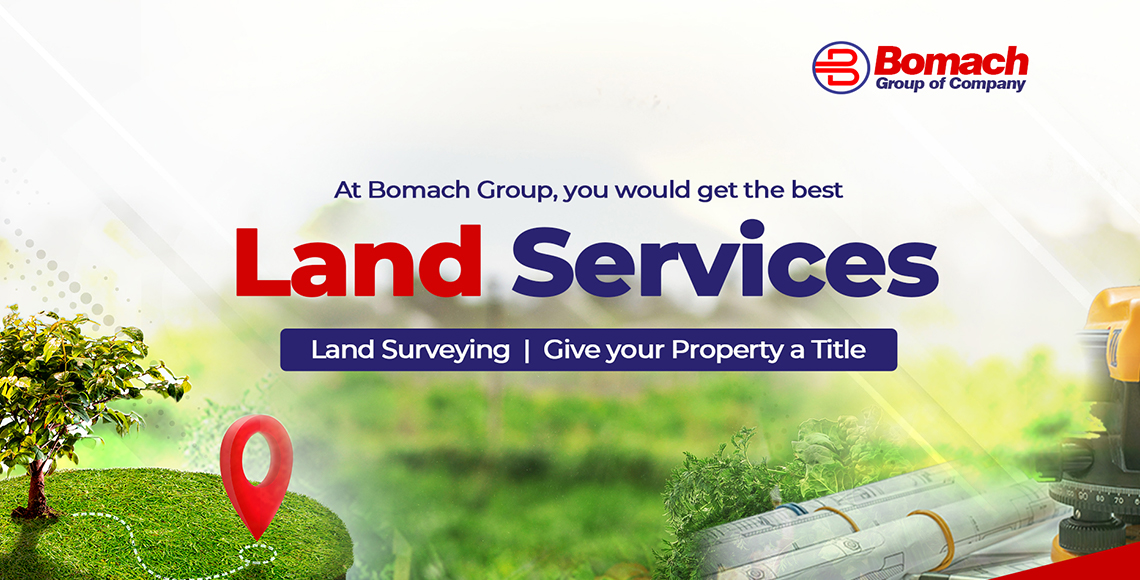 Bomach
Group of Company
At Bomach Group, you would get the best
Land Services
Land Surveying | Give your Property a Title